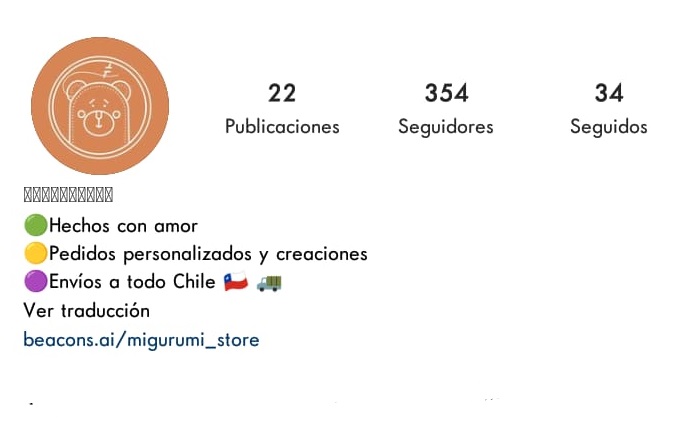 22 354 34
Publicaciones Seguidores Seguidos
🟢Hechos con amor
🟡Pedidos personalizados y creaciones
🟣Envíos a todo Chile 🇨🇱 🚛
Ver traducción
beacons.ai/migurumi_store